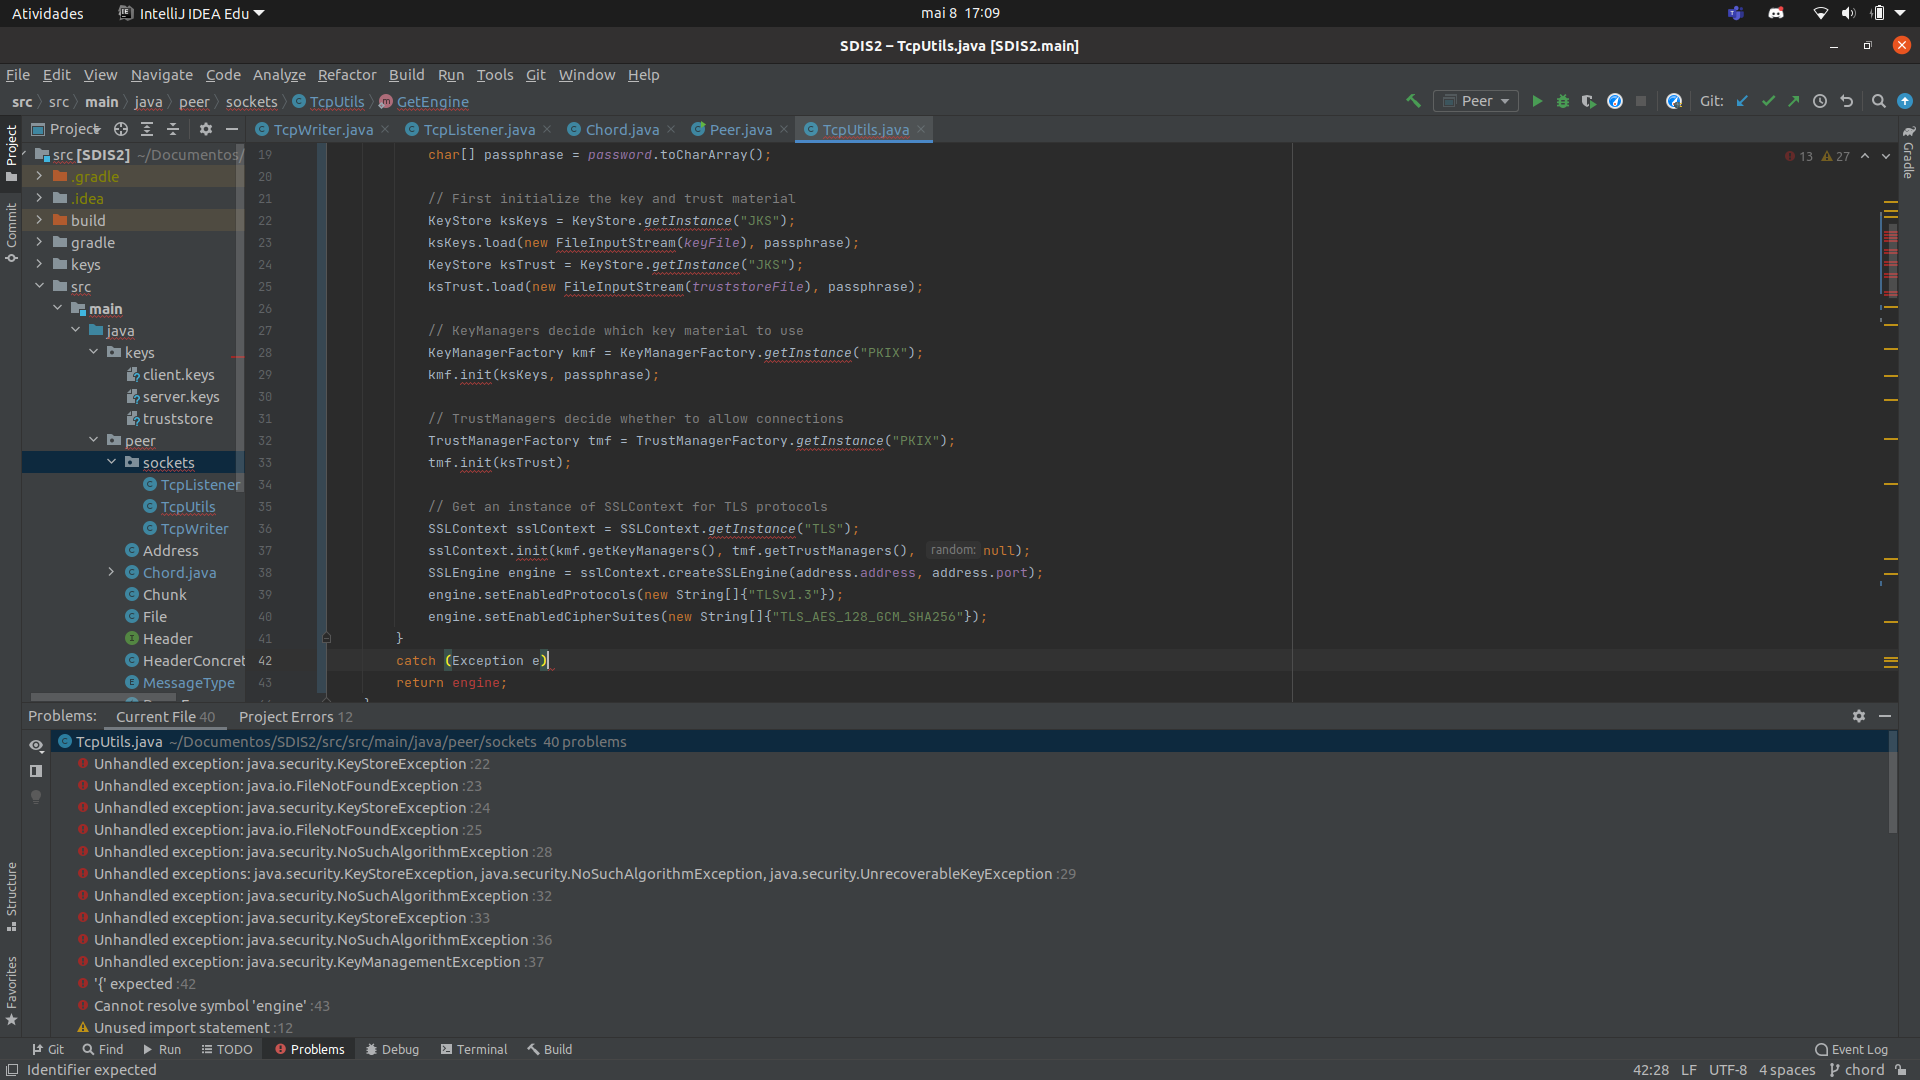 Atividades
IntelliJ IDEA Edu
mai 8 17:09
SDIS2 – TcpUtils.java [SDIS2.main]
File Edit View Navigate Code Analyze Refactor Build Run Tools Git Window Help
src src main java peer sockets TcpUtils GetEngine
Peer
Git:
Project
TcpWriter.java TcpListener.java Chord.java Peer.java TcpUtils.java
Project
Commit
Structure
Favorites
Gradle
src [SDIS2] ~/Documentos/
.gradle
.idea
build
gradle
keys
src
main
java
keys
client.keys
server.keys
truststore
peer
sockets
TcpListener
TcpUtils
TcpWriter
Address
Chord.java
Chunk
File
Header
HeaderConcret
MessageType
13 27
19 char[] passphrase = password.toCharArray();
20
21 // First initialize the key and trust material
22 KeyStore ksKeys = KeyStore.getInstance("JKS");
23 ksKeys.load(new FileInputStream(keyFile), passphrase);
24 KeyStore ksTrust = KeyStore.getInstance("JKS");
25 ksTrust.load(new FileInputStream(truststoreFile), passphrase);
26
27 // KeyManagers decide which key material to use
28 KeyManagerFactory kmf = KeyManagerFactory.getInstance("PKIX");
29 kmf.init(ksKeys, passphrase);
30
31 // TrustManagers decide whether to allow connections
32 TrustManagerFactory tmf = TrustManagerFactory.getInstance("PKIX");
33 tmf.init(ksTrust);
34
35 // Get an instance of SSLContext for TLS protocols
36 SSLContext sslContext = SSLContext.getInstance("TLS");
37 sslContext.init(kmf.getKeyManagers(), tmf.getTrustManagers(), random: null);
38 SSLEngine engine = sslContext.createSSLEngine(address.address, address.port);
39 engine.setEnabledProtocols(new String[]{"TLSv1.3"});
40 engine.setEnabledCipherSuites(new String[]{"TLS_AES_128_GCM_SHA256"});
41 }
42 catch (Exception e)
43 return engine;
Problems: Current File 40 Project Errors 12
TcpUtils.java ~/Documentos/SDIS2/src/src/main/java/peer/sockets 40 problems
Unhandled exception: java.security.KeyStoreException :22
Unhandled exception: java.io.FileNotFoundException :23
Unhandled exception: java.security.KeyStoreException :24
Unhandled exception: java.io.FileNotFoundException :25
Unhandled exception: java.security.NoSuchAlgorithmException :28
Unhandled exceptions: java.security.KeyStoreException, java.security.NoSuchAlgorithmException, java.security.UnrecoverableKeyException :29
Unhandled exception: java.security.NoSuchAlgorithmException :32
Unhandled exception: java.security.KeyStoreException :33
Unhandled exception: java.security.NoSuchAlgorithmException :36
Unhandled exception: java.security.KeyManagementException :37
'{' expected :42
Cannot resolve symbol 'engine' :43
Unused import statement :12
Git Find Run TODO Problems Debug Terminal Build Event Log
Identifier expected
42:28 LF UTF-8 4 spaces chord